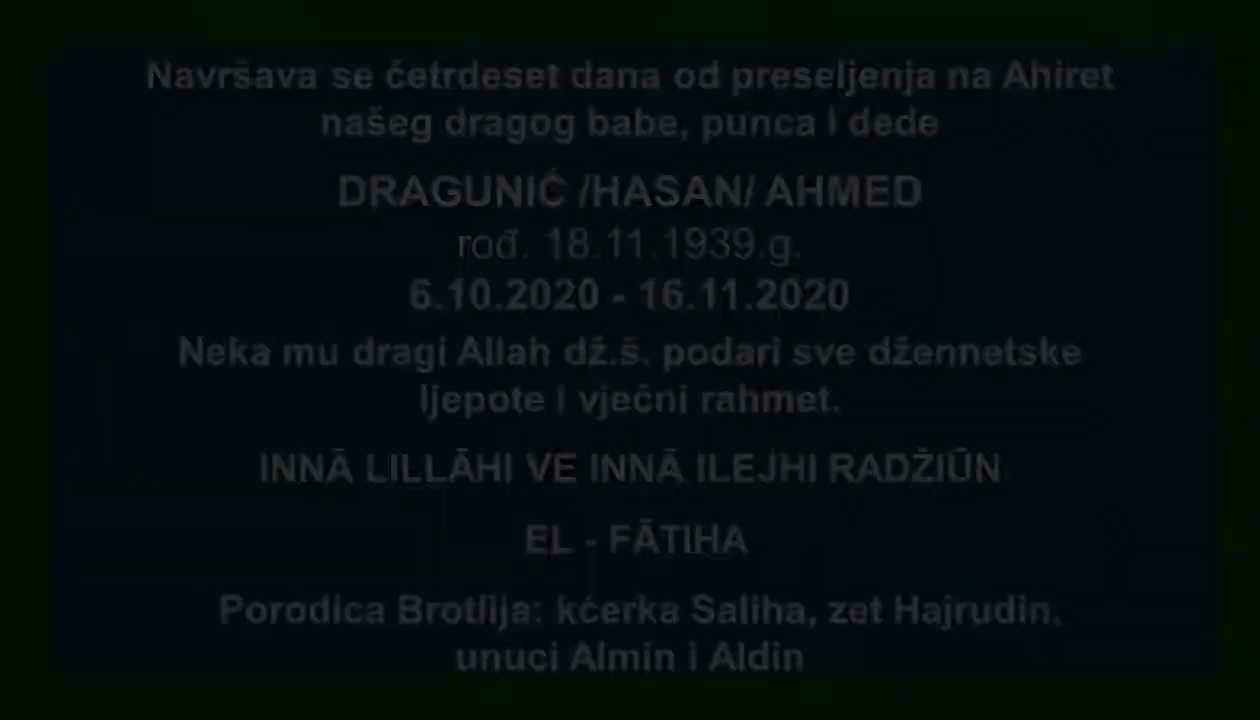 Navršava se četrdeset dana od preseljenja na Ahiret
našeg dragog babe, punca i dede
DRAGUNIĆ /HASAN/ AHMED
rođ. 18.11.1939.g.
6.10.2020 - 16.11.2020
Neka mu dragi Allah dž.š. podari sve džennetske
ljepote i vječni rahmet.
INNĀ LILLĀHI VE INNĀ ILEJHI RADŽIŪN
EL - FĀTIHA
Porodica Brotlija: kćerka Saliha, zet Hajrudin,
unuci Almin i Aldin